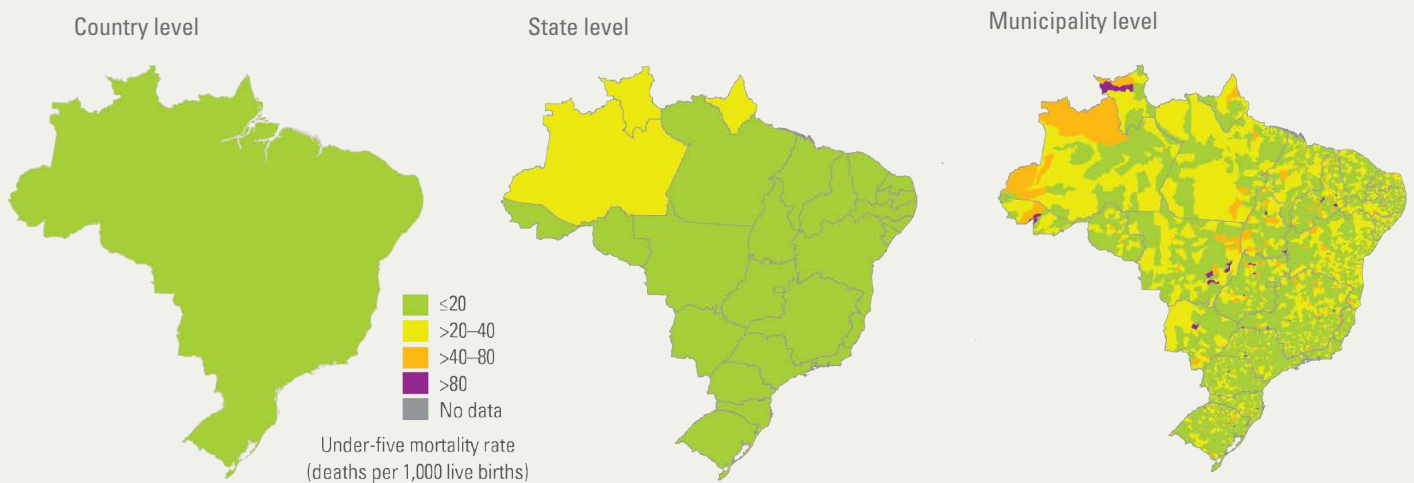 Country level
State level
Municipality level
≤20
>20–40
>40–80
>80
No data
Under-five mortality rate
(deaths per 1,000 live births)